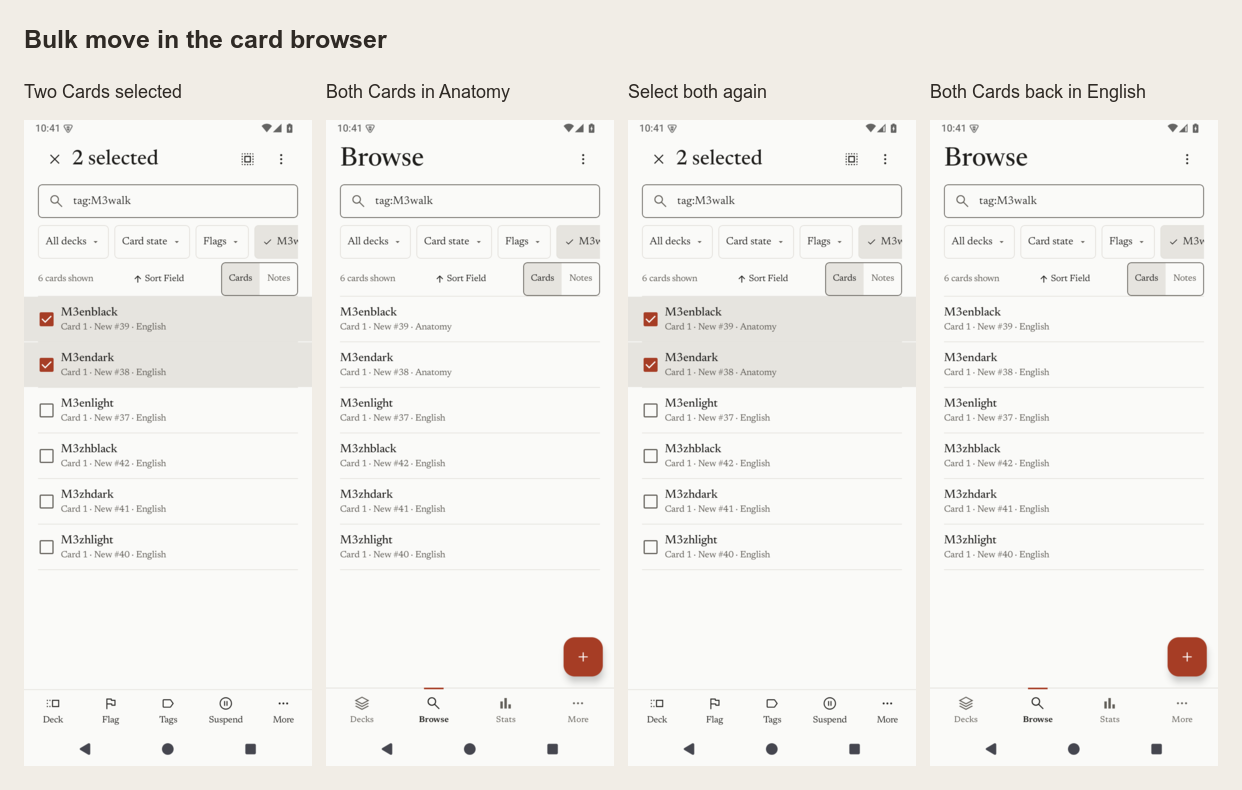 Bulk move in the card browser
Two Cards selected
10:41
2 selected
tag:M3walk
All decks
Card state
Flags
M3w
6 cards shown
Sort Field
Cards
Notes
M3enblack
Card 1 · New #39 · English
M3endark
Card 1 · New #38 · English
M3enlight
Card 1 · New #37 · English
M3zhblack
Card 1 · New #42 · English
M3zhdark
Card 1 · New #41 · English
M3zhlight
Card 1 · New #40 · English
Deck
Flag
Tags
Suspend
More
Both Cards in Anatomy
10:41
Browse
tag:M3walk
All decks
Card state
Flags
M3w
6 cards shown
Sort Field
Cards
Notes
M3enblack
Card 1 · New #39 · Anatomy
M3endark
Card 1 · New #38 · Anatomy
M3enlight
Card 1 · New #37 · English
M3zhblack
Card 1 · New #42 · English
M3zhdark
Card 1 · New #41 · English
M3zhlight
Card 1 · New #40 · English
Decks
Browse
Stats
More
Select both again
10:41
2 selected
tag:M3walk
All decks
Card state
Flags
M3w
6 cards shown
Sort Field
Cards
Notes
M3enblack
Card 1 · New #39 · Anatomy
M3endark
Card 1 · New #38 · Anatomy
M3enlight
Card 1 · New #37 · English
M3zhblack
Card 1 · New #42 · English
M3zhdark
Card 1 · New #41 · English
M3zhlight
Card 1 · New #40 · English
Deck
Flag
Tags
Suspend
More
Both Cards back in English
10:41
Browse
tag:M3walk
All decks
Card state
Flags
M3w
6 cards shown
Sort Field
Cards
Notes
M3enblack
Card 1 · New #39 · English
M3endark
Card 1 · New #38 · English
M3enlight
Card 1 · New #37 · English
M3zhblack
Card 1 · New #42 · English
M3zhdark
Card 1 · New #41 · English
M3zhlight
Card 1 · New #40 · English
Decks
Browse
Stats
More